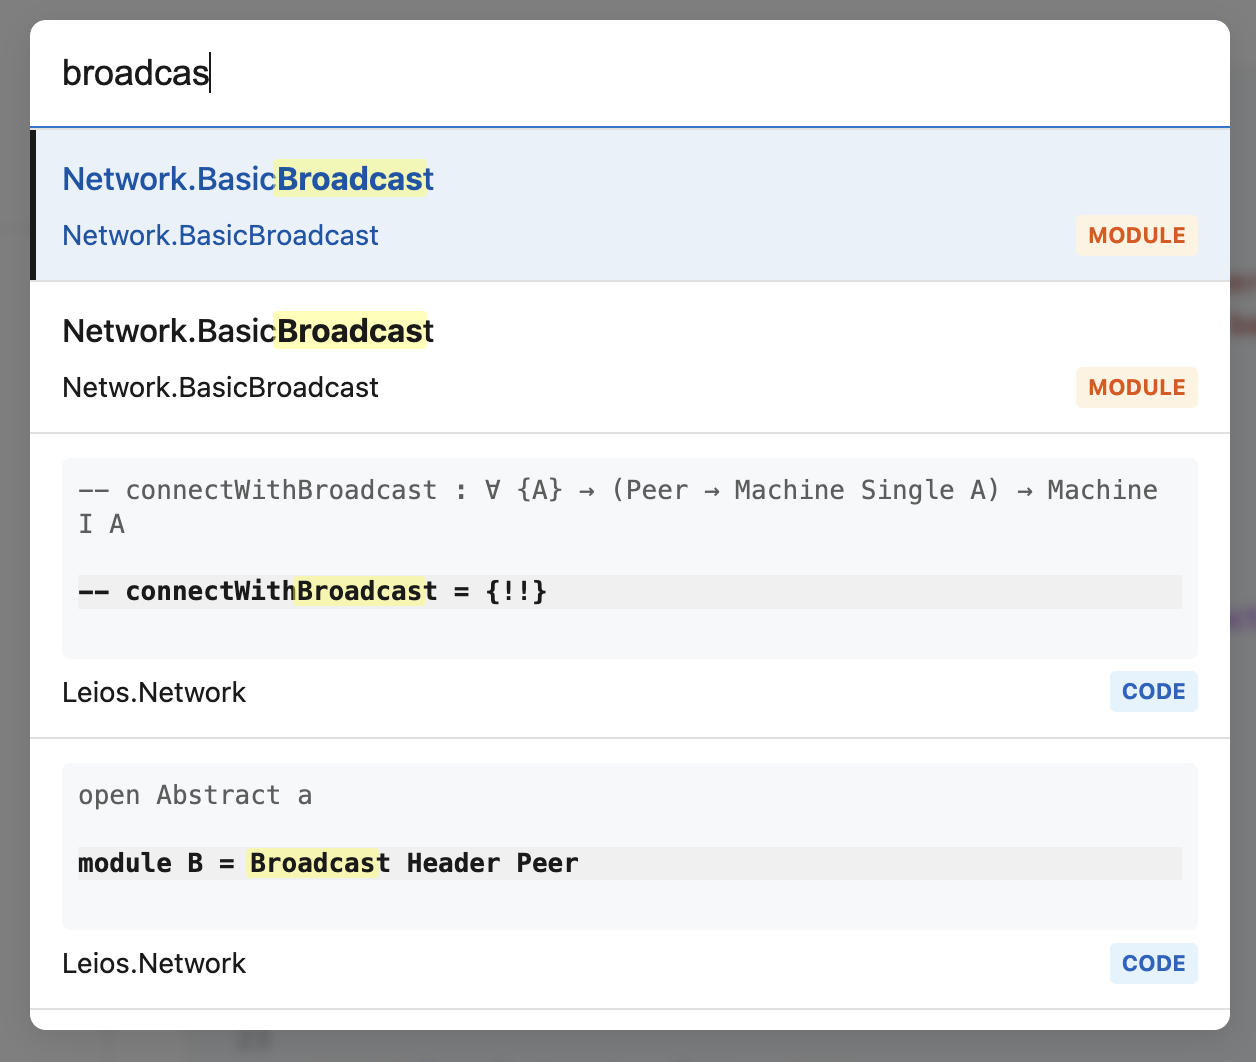 broadcas
Network.BasicBroadcast
Network.BasicBroadcast
MODULE
Network.BasicBroadcast
Network.BasicBroadcast
MODULE
-- connectWithBroadcast : ∀ {A} → (Peer → Machine Single A) → Machine
I A
-- connectWithBroadcast = {!!}
Leios.Network
CODE
open Abstract a
module B = Broadcast Header Peer
Leios.Network
CODE